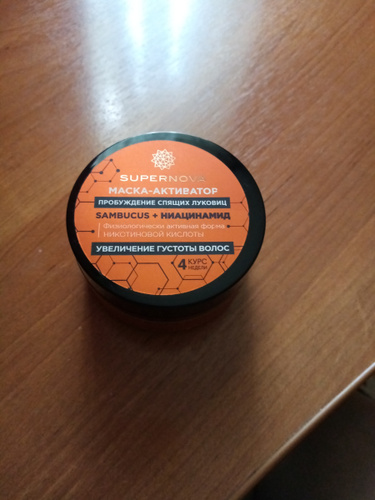 SUPERNOVA
МАСКА-АКТИВАТОР
ПРОБУЖДЕНИЕ СПЯЩИХ ЛУКОВИЦ
SAMBUCUS + НИАЦИНАМИД
Физиологически активная форма
НИКОТИНОВОЙ КИСЛОТЫ
УВЕЛИЧЕНИЕ ГУСТОТЫ ВОЛОС
4 КУРС
НЕДЕЛИ